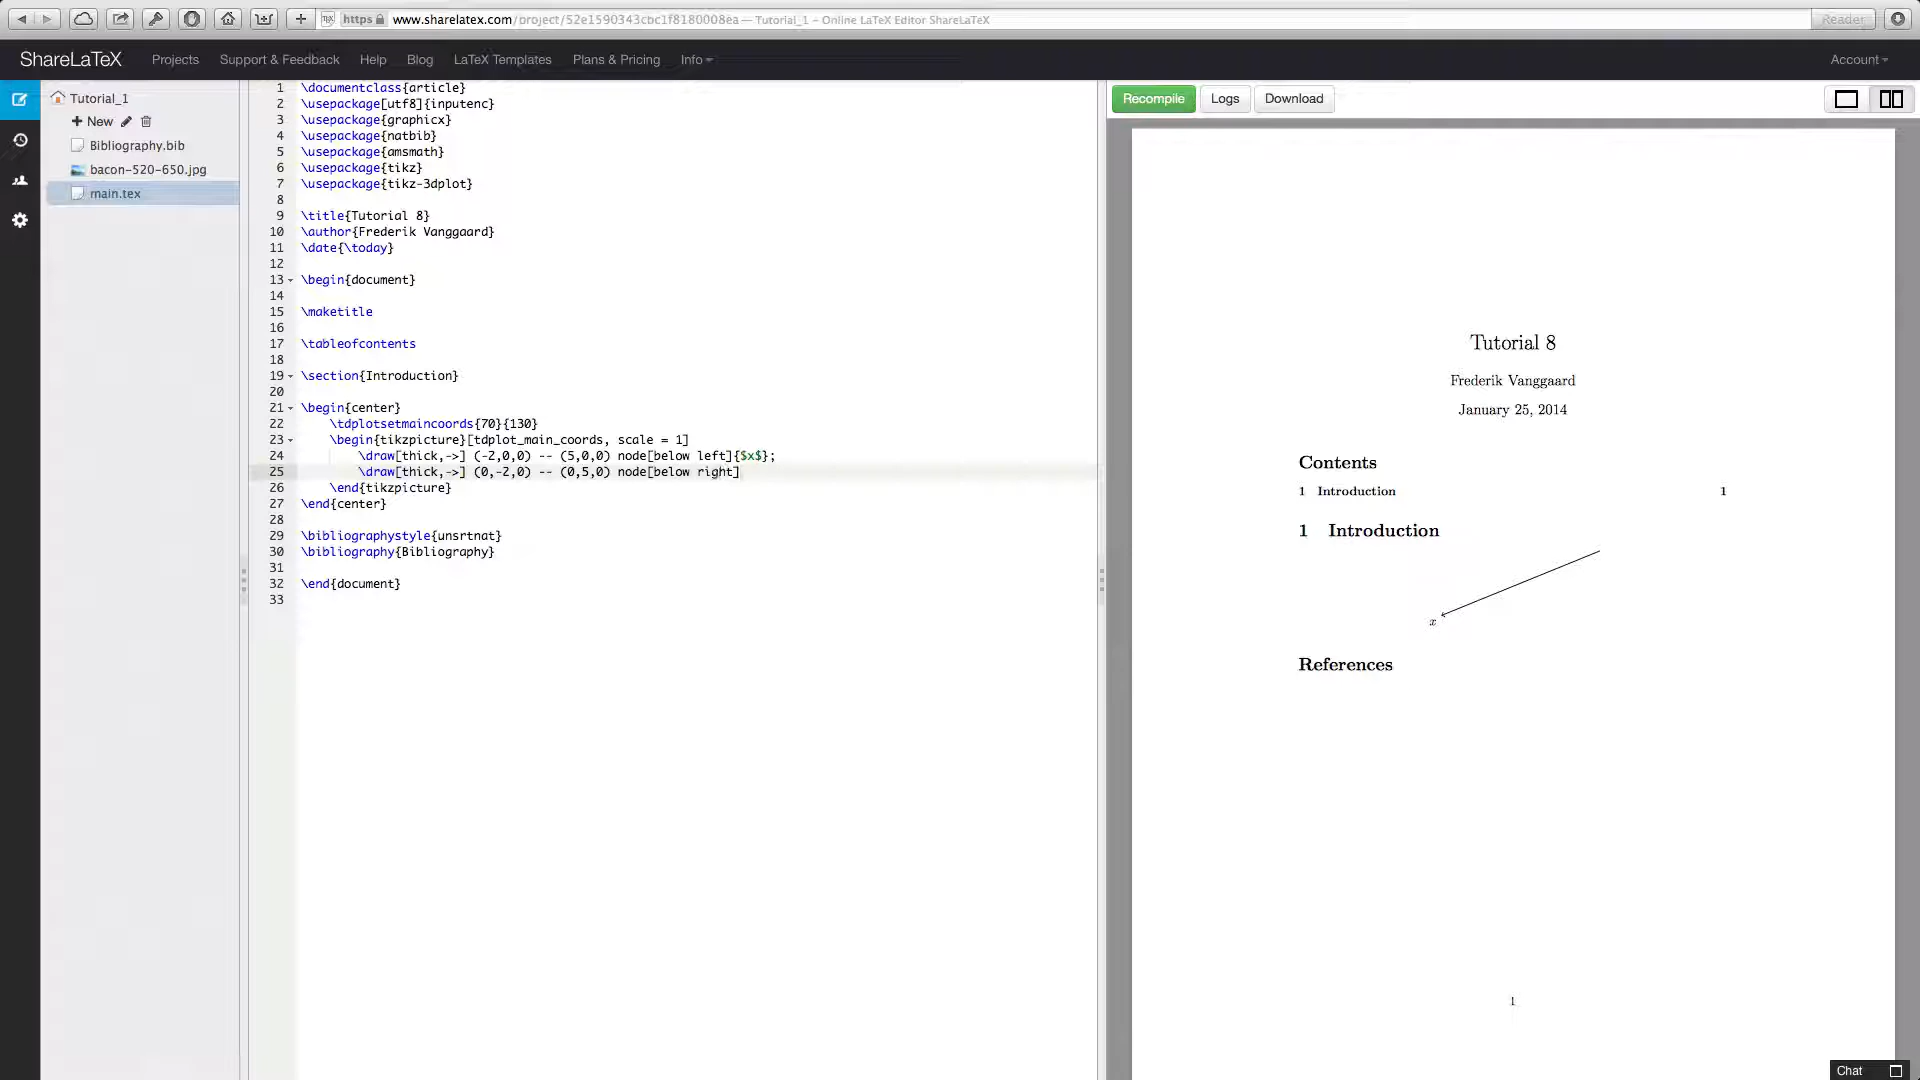 https www.sharelatex.com/project/52e1590343cbc1f8180008ea — Tutorial_1 – Online LaTeX Editor ShareLaTeX
Reader
ShareLaTeX Projects Support & Feedback Help Blog LaTeX Templates Plans & Pricing Info Account
Tutorial_1
New
Bibliography.bib
bacon-520-650.jpg
main.tex
1 \documentclass{article}
2 \usepackage[utf8]{inputenc}
3 \usepackage{graphicx}
4 \usepackage{natbib}
5 \usepackage{amsmath}
6 \usepackage{tikz}
7 \usepackage{tikz-3dplot}
8
9 \title{Tutorial 8}
10 \author{Frederik Vanggaard}
11 \date{\today}
12
13 \begin{document}
14
15 \maketitle
16
17 \tableofcontents
18
19 \section{Introduction}
20
21 \begin{center}
22 \tdplotsetmaincoords{70}{130}
23 \begin{tikzpicture}[tdplot_main_coords, scale = 1]
24 \draw[thick,->] (-2,0,0) -- (5,0,0) node[below left]{$x$};
25 \draw[thick,->] (0,-2,0) -- (0,5,0) node[below right]
26 \end{tikzpicture}
27 \end{center}
28
29 \bibliographystyle{unsrtnat}
30 \bibliography{Bibliography}
31
32 \end{document}
33
Recompile Logs Download
Tutorial 8
Frederik Vanggaard
January 25, 2014
Contents
1 Introduction 1
1 Introduction
x
References
1
Chat